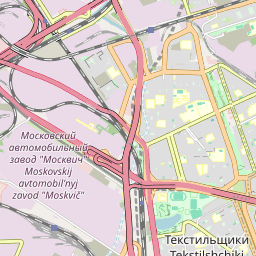 Московский
автомобильный
завод "Москвич"
Moskovskij
avtomobil'nyj
zavod "Moskvič"
Текстильщики
Tekstilshchiki